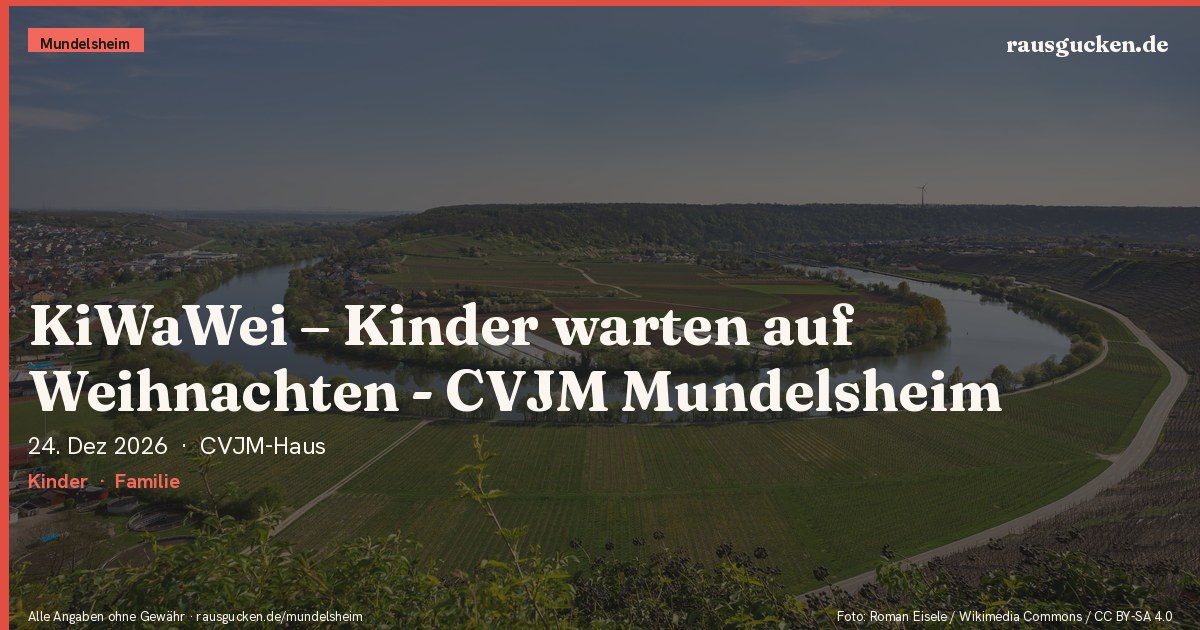 Mundelsheim
rausgucken.de
KiWaWei – Kinder warten auf
Weihnachten - CVJM Mundelsheim
24. Dez 2026 · CVJM-Haus
Kinder · Familie
Alle Angaben ohne Gewähr · rausgucken.de/mundelsheim
Foto: Roman Eisele / Wikimedia Commons / CC BY-SA 4.0